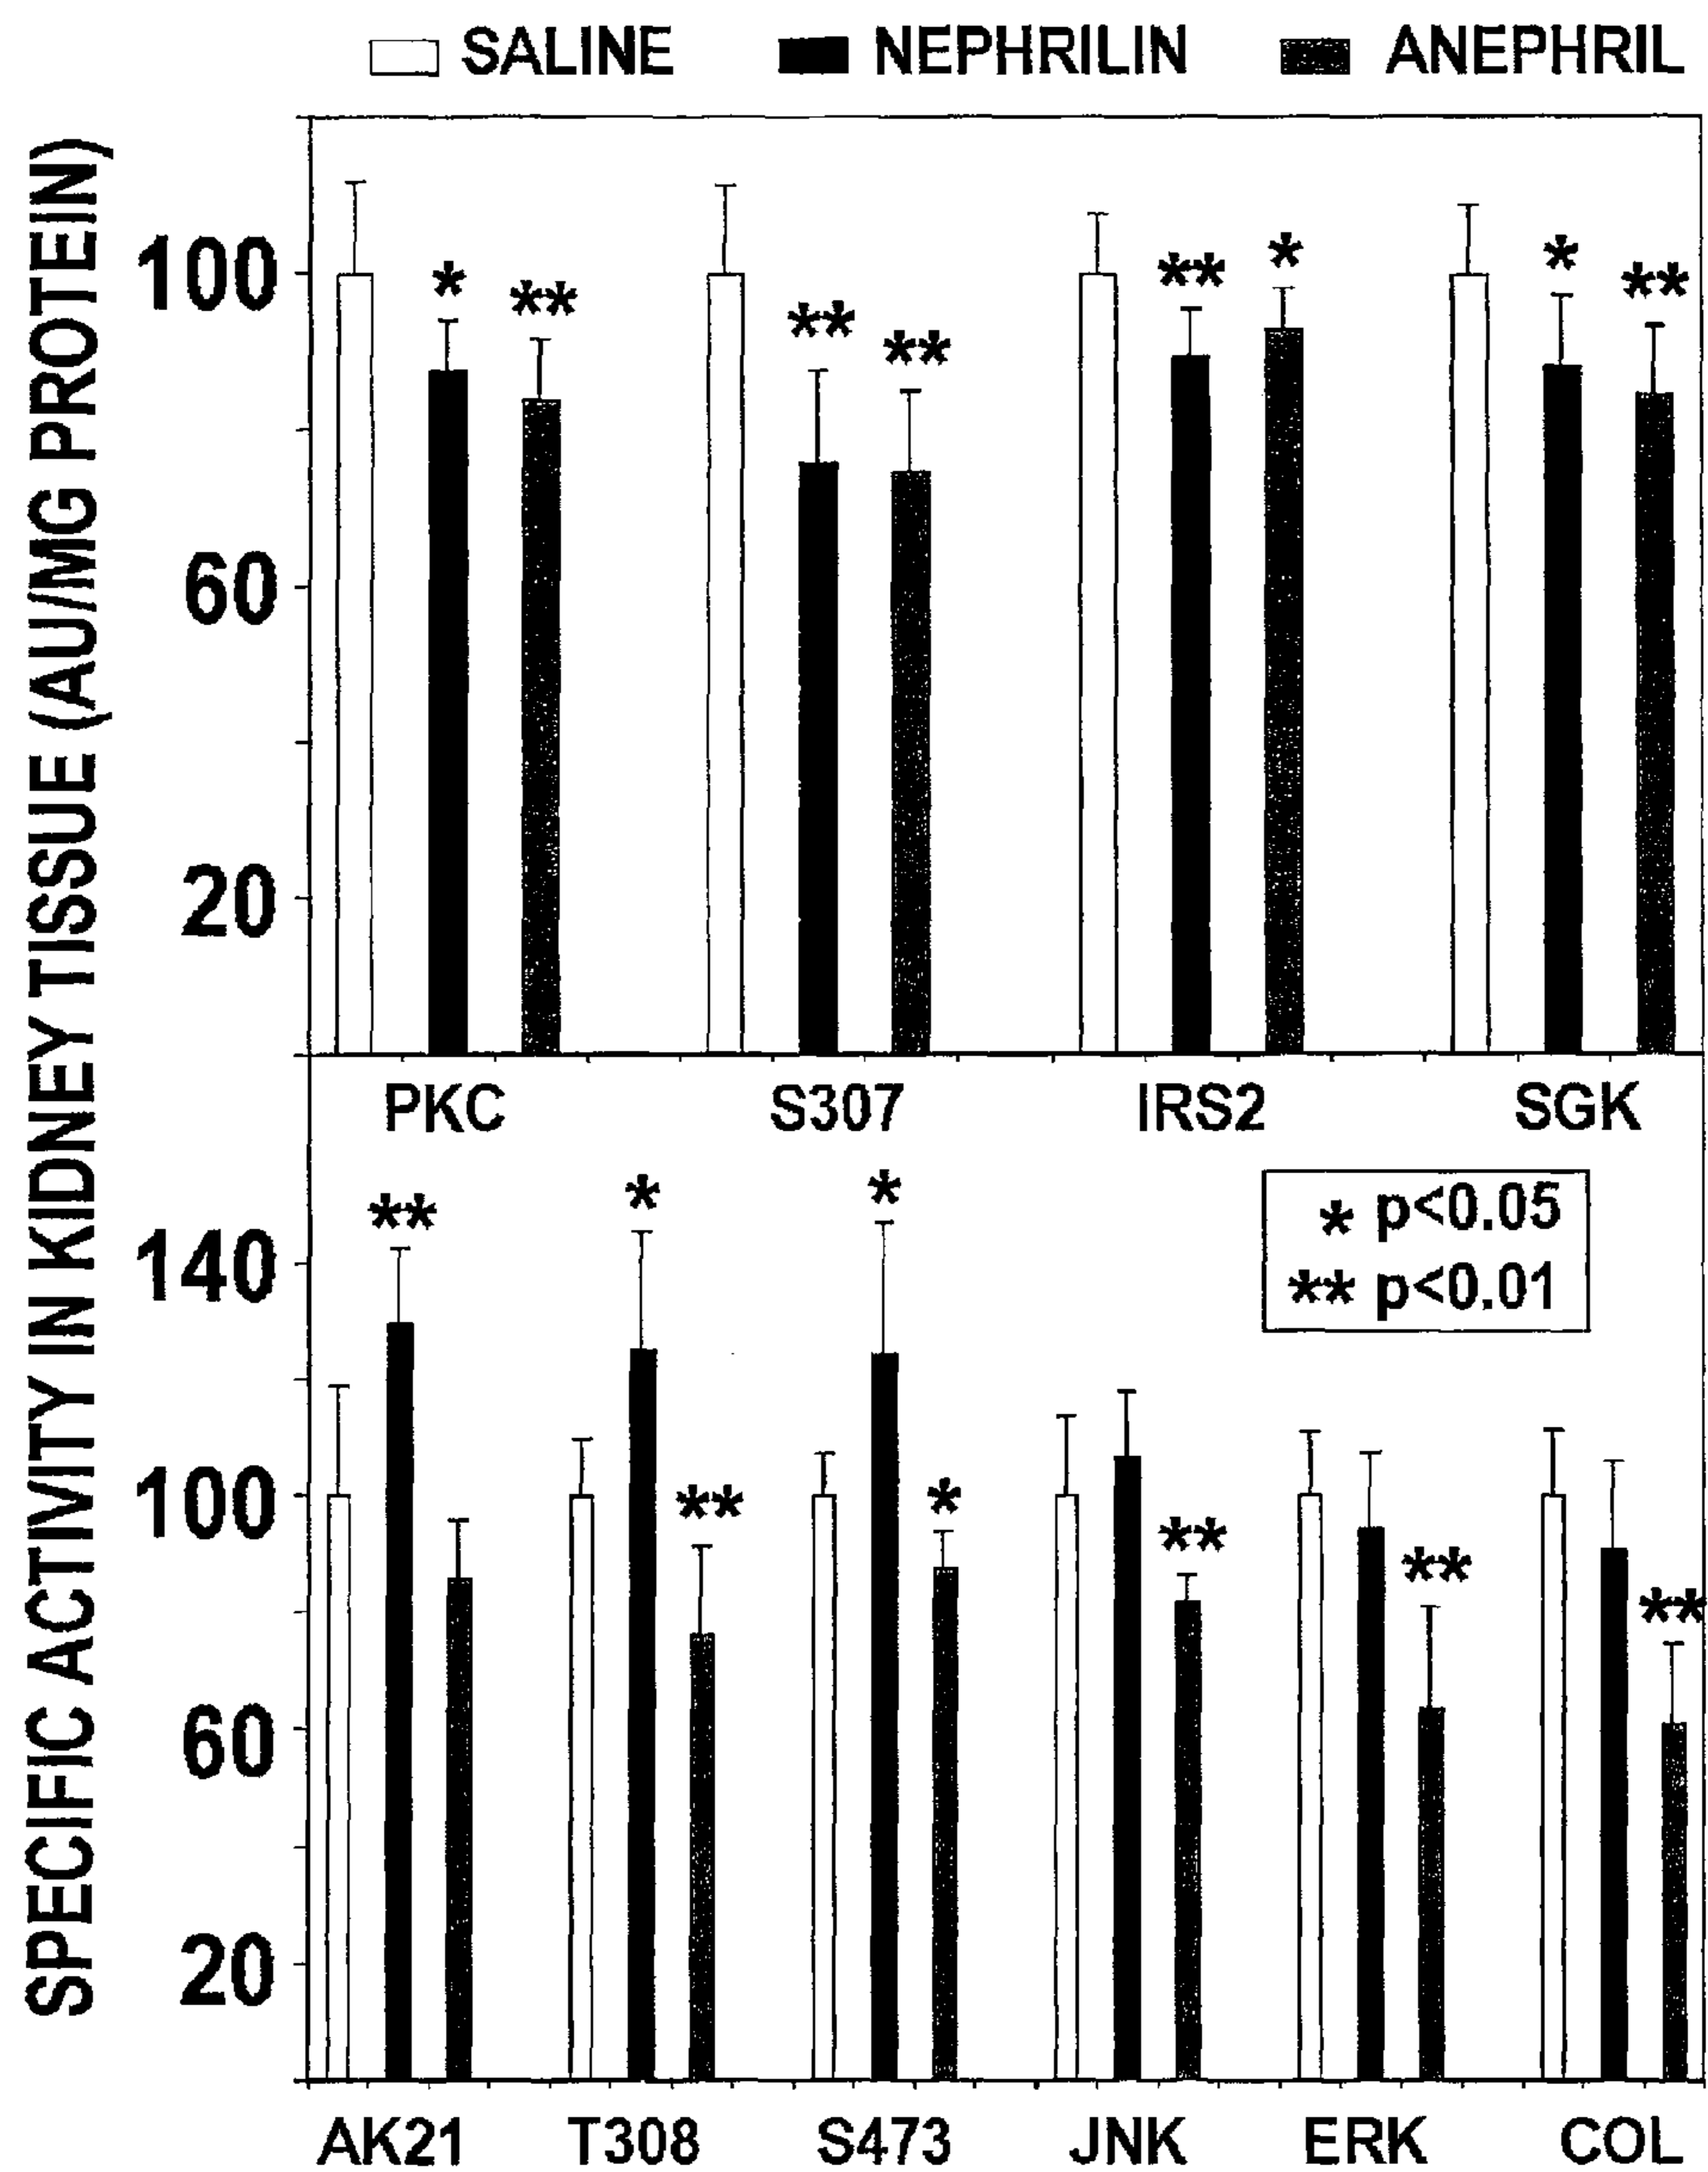 SALINE NEPHRILIN ANEPHRIL
SPECIFIC ACTIVITY IN KIDNEY TISSUE (AU/MG PROTEIN)
100
* ** ** ** ** * * **
60
20
PKC S307 IRS2 SGK
** * *
* p<0.05
** p<0.01
140
100
** * ** ** **
60
20
AK21 T308 S473 JNK ERK COL